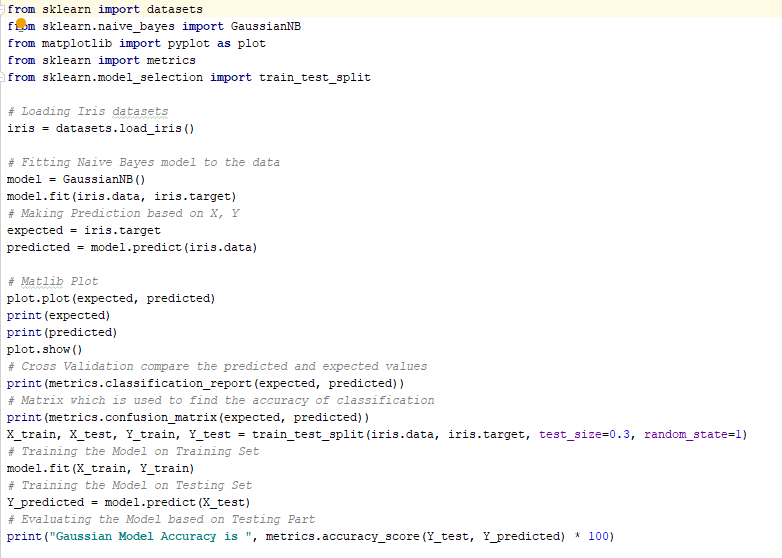 from sklearn import datasets
from sklearn.naive_bayes import GaussianNB
from matplotlib import pyplot as plot
from sklearn import metrics
from sklearn.model_selection import train_test_split
# Loading Iris datasets
iris = datasets.load_iris()
# Fitting Naive Bayes model to the data
model = GaussianNB()
model.fit(iris.data, iris.target)
# Making Prediction based on X, Y
expected = iris.target
predicted = model.predict(iris.data)
# Matlib Plot
plot.plot(expected, predicted)
print(expected)
print(predicted)
plot.show()
# Cross Validation compare the predicted and expected values
print(metrics.classification_report(expected, predicted))
# Matrix which is used to find the accuracy of classification
print(metrics.confusion_matrix(expected, predicted))
X_train, X_test, Y_train, Y_test = train_test_split(iris.data, iris.target, test_size=0.3, random_state=1)
# Training the Model on Training Set
model.fit(X_train, Y_train)
# Training the Model on Testing Set
Y_predicted = model.predict(X_test)
# Evaluating the Model based on Testing Part
print("Gaussian Model Accuracy is ", metrics.accuracy_score(Y_test, Y_predicted) * 100)